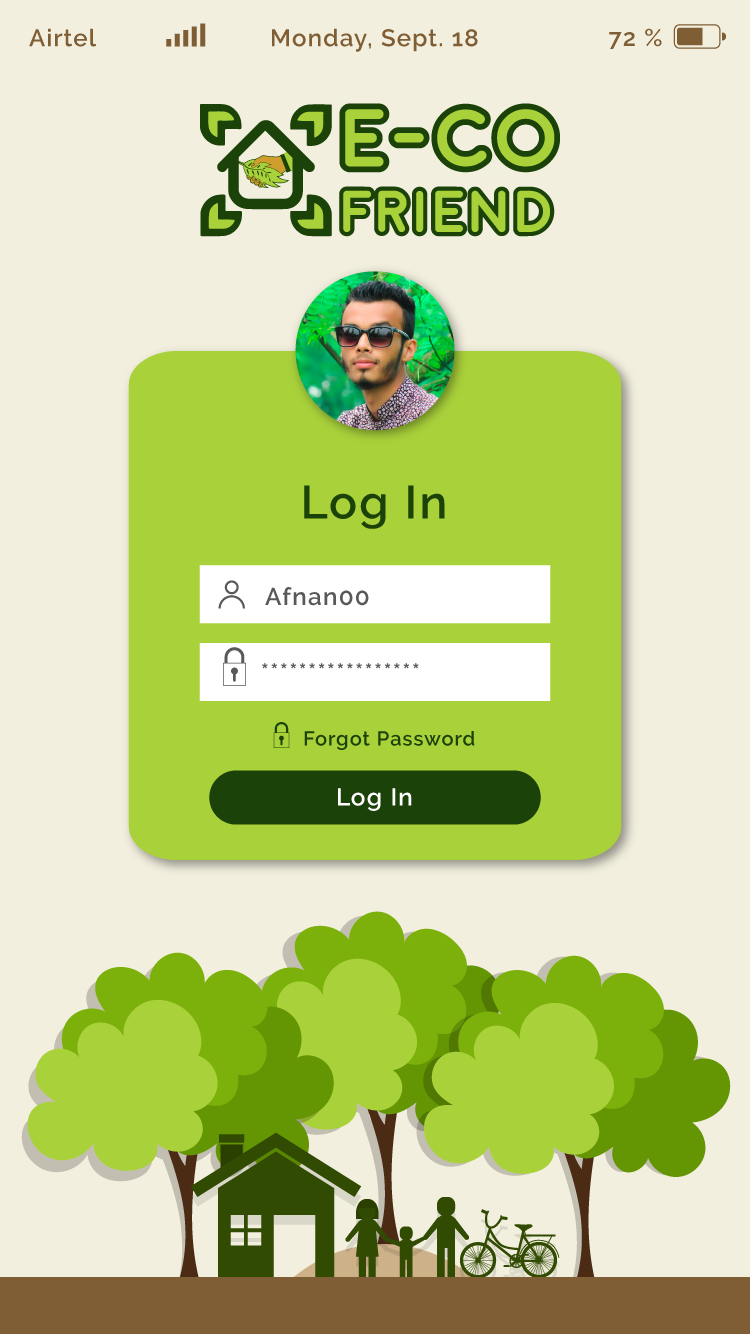 Airtel Monday, Sept. 18 72 %
E-CO
FRIEND
Log In
Afnan00
*****************
Forgot Password
Log In